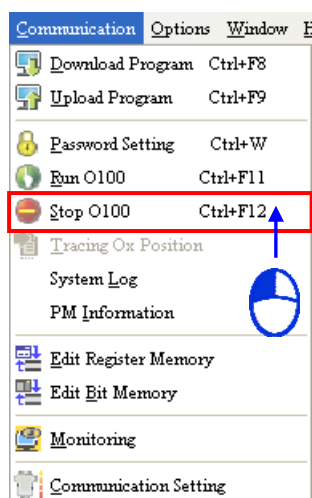 Communication Options Window H
Download Program Ctrl+F8
Upload Program Ctrl+F9
Password Setting Ctrl+W
Run O100 Ctrl+F11
Stop O100 Ctrl+F12
Tracing Ox Position
System Log
PM Information
Edit Register Memory
Edit Bit Memory
Monitoring
Communication Setting